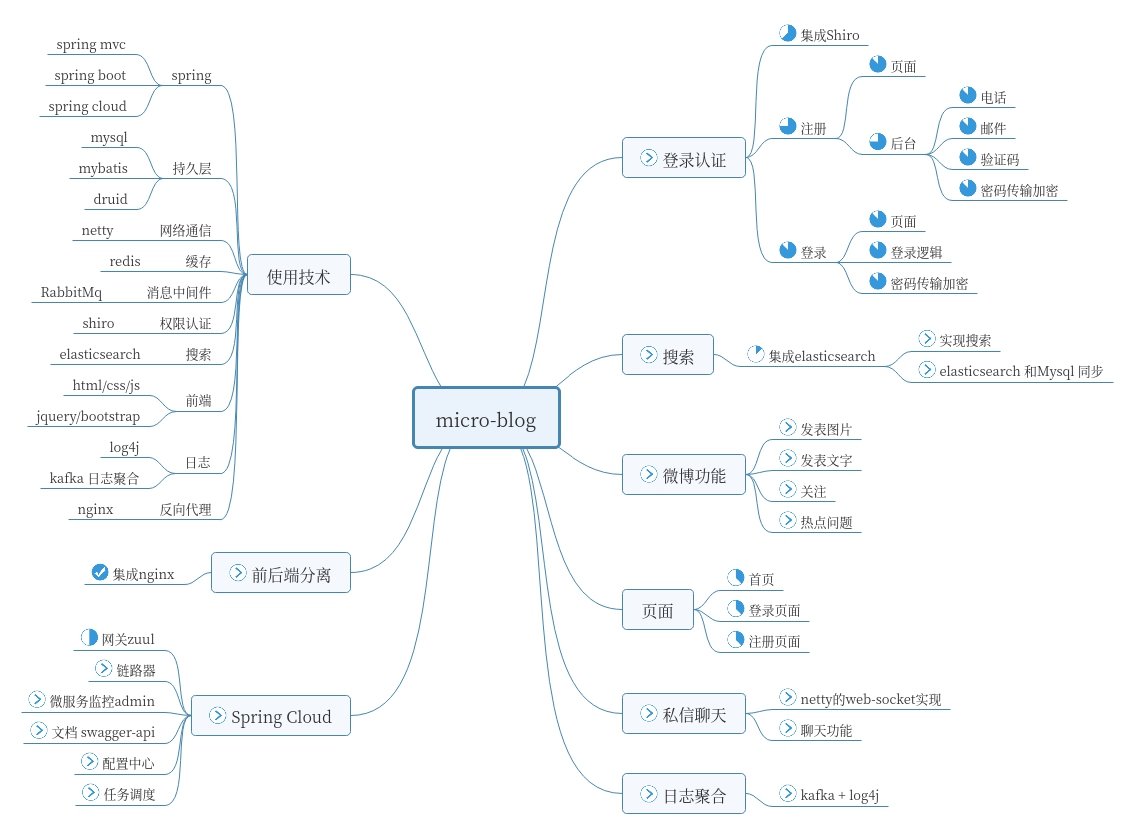 micro-blog
登录认证
集成Shiro
注册
页面
后台
电话
邮件
验证码
密码传输加密
登录
页面
登录逻辑
密码传输加密
搜索
集成elasticsearch
实现搜索
elasticsearch 和Mysql 同步
微博功能
发表图片
发表文字
关注
热点问题
页面
首页
登录页面
注册页面
私信聊天
netty的web-socket实现
聊天功能
日志聚合
kafka + log4j
使用技术
spring
spring mvc
spring boot
spring cloud
持久层
mysql
mybatis
druid
网络通信
netty
缓存
redis
消息中间件
RabbitMq
权限认证
shiro
搜索
elasticsearch
前端
html/css/js
jquery/bootstrap
日志
log4j
kafka 日志聚合
反向代理
nginx
前后端分离
集成nginx
Spring Cloud
网关zuul
链路器
微服务监控admin
文档 swagger-api
配置中心
任务调度